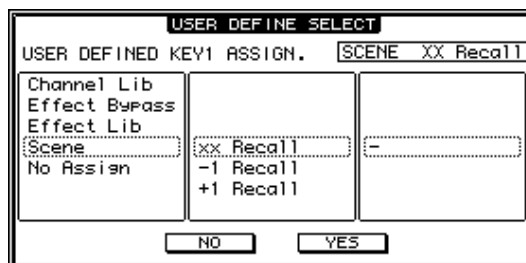 USER DEFINE SELECT
USER DEFINED KEY1 ASSIGN. SCENE XX Recall
Channel Lib
Effect Bypass
Effect Lib
Scene xx Recall -
No Assign -1 Recall
+1 Recall
NO YES